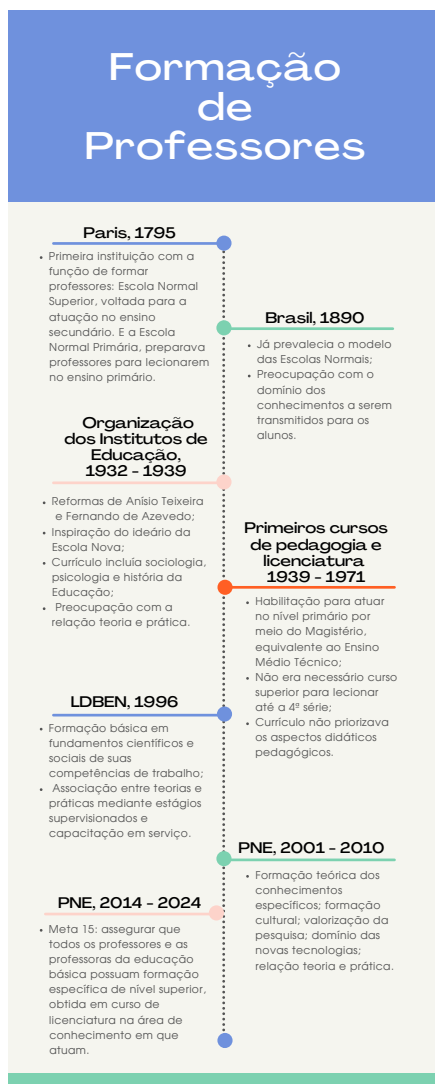 Formação
de
Professores
Paris, 1795
• Primeira instituição com a
função de formar
professores: Escola Normal
Superior, voltada para a
atuação no ensino
secundário. E a Escola
Normal Primária, preparava
professores para lecionarem
no ensino primário.
Brasil, 1890
• Já prevalecia o modelo
das Escolas Normais;
• Preocupação com o
domínio dos
conhecimentos a serem
transmitidos para os
alunos.
Organização
dos Institutos de
Educação,
1932 - 1939
• Reformas de Anísio Teixeira
e Fernando de Azevedo;
• Inspiração do ideário da
Escola Nova;
• Currículo incluía sociologia,
psicologia e história da
Educação;
• Preocupação com a
relação teoria e prática.
Primeiros cursos
de pedagogia e
licenciatura
1939 - 1971
• Habilitação para atuar
no nível primário por
meio do Magistério,
equivalente ao Ensino
Médio Técnico;
• Não era necessário curso
superior para lecionar
até a 4ª série;
• Currículo não priorizava
os aspectos didáticos
pedagógicos.
LDBEN, 1996
• Formação básica em
fundamentos científicos e
sociais de suas
competências de trabalho;
• Associação entre teorias e
práticas mediante estágios
supervisionados e
capacitação em serviço.
PNE, 2001 - 2010
• Formação teórica dos
conhecimentos
específicos; formação
cultural; valorização da
pesquisa; domínio das
novas tecnologias;
relação teoria e prática.
PNE, 2014 - 2024
• Meta 15: assegurar que
todos os professores e as
professoras da educação
básica possuam formação
específica de nível superior,
obtida em curso de
licenciatura na área de
conhecimento em que
atuam.